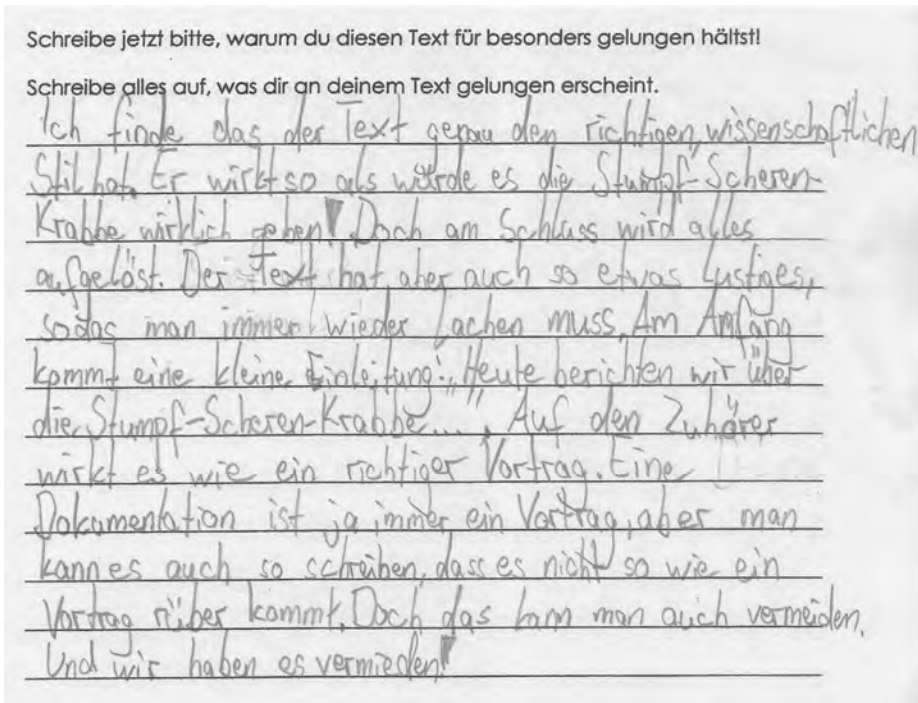 Schreibe jetzt bitte, warum du diesen Text für besonders gelungen hältst!
Schreibe alles auf, was dir an deinem Text gelungen erscheint.
Ich finde das der Text genau den richtigen, wissenschaftlichen
Stil hat. Er wirkt so als würde es die Stumpf-Scheren-
Krabbe wirklich geben! Doch am Schluss wird alles
aufgelöst. Der Text hat aber auch so etwas Lustiges,
sodas man immer wieder lachen muss. Am Anfang
kommt eine kleine Einleitung: „Heute berichten wir über
die Stumpf-Scheren-Krabbe....". Auf den Zuhörer
wirkt es wie ein richtiger Vortrag. Eine
Dokumentation ist ja immer ein Vortrag, aber man
kann es auch so schreiben, dass es nicht so wie ein
Vortrag rüber kommt. Doch das kann man auch vermeiden.
Und wir haben es vermieden!